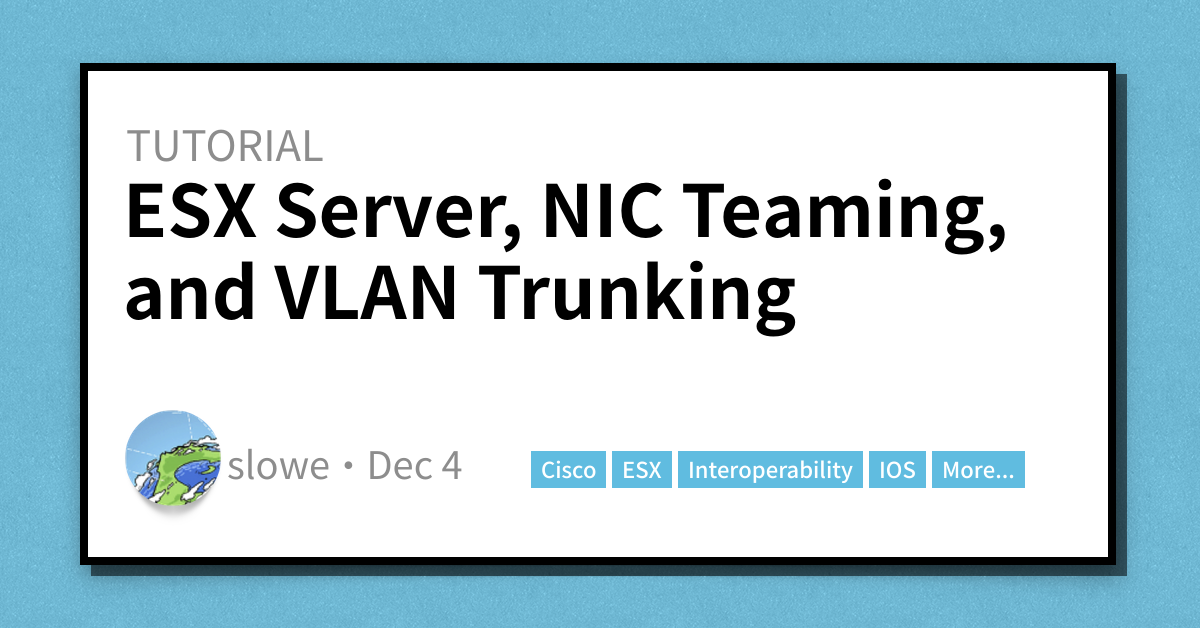 TUTORIAL
ESX Server, NIC Teaming,
and VLAN Trunking
slowe • Dec 4
Cisco ESX Interoperability IOS More...